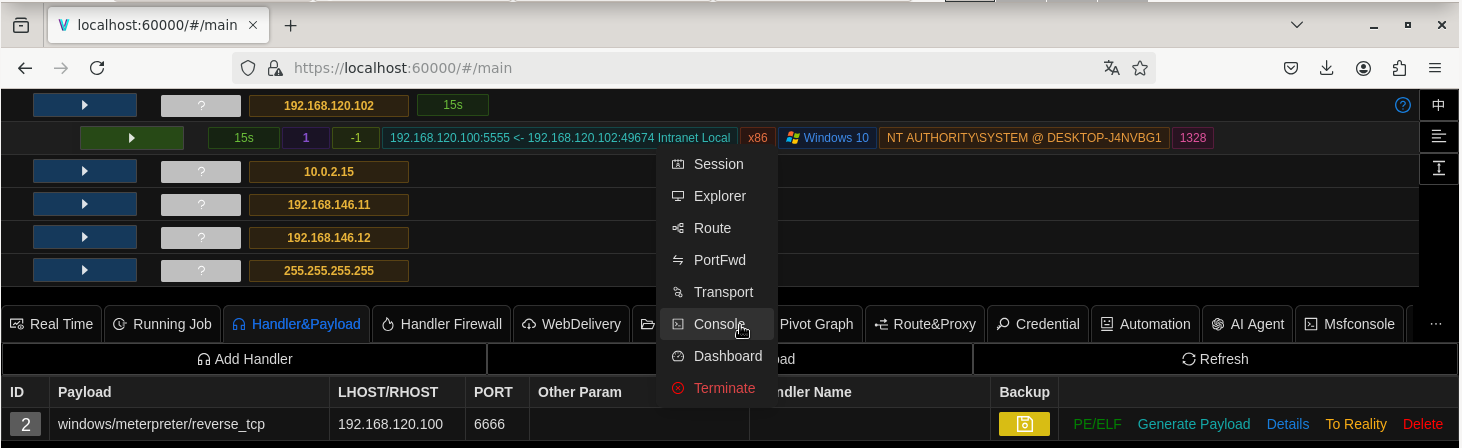 localhost:60000/#/main
https://localhost:60000/#/main
? 192.168.120.102 15s ? 中
15s 1 -1 192.168.120.100:5555 <- 192.168.120.102:49674 Intranet Local x86 Windows 10 NT AUTHORITY\SYSTEM @ DESKTOP-J4NVBG1 1328
? 10.0.2.15
? 192.168.146.11
? 192.168.146.12
? 255.255.255.255
Session
Explorer
Route
PortFwd
Transport
Console
Dashboard
Terminate
Real Time Running Job Handler&Payload Handler Firewall WebDelivery Pivot Graph Route&Proxy Credential Automation AI Agent Msfconsole ...
Add Handler Refresh
ID Payload LHOST/RHOST PORT Other Param Backup
2 windows/meterpreter/reverse_tcp 192.168.120.100 6666 PE/ELF Generate Payload Details To Reality Delete